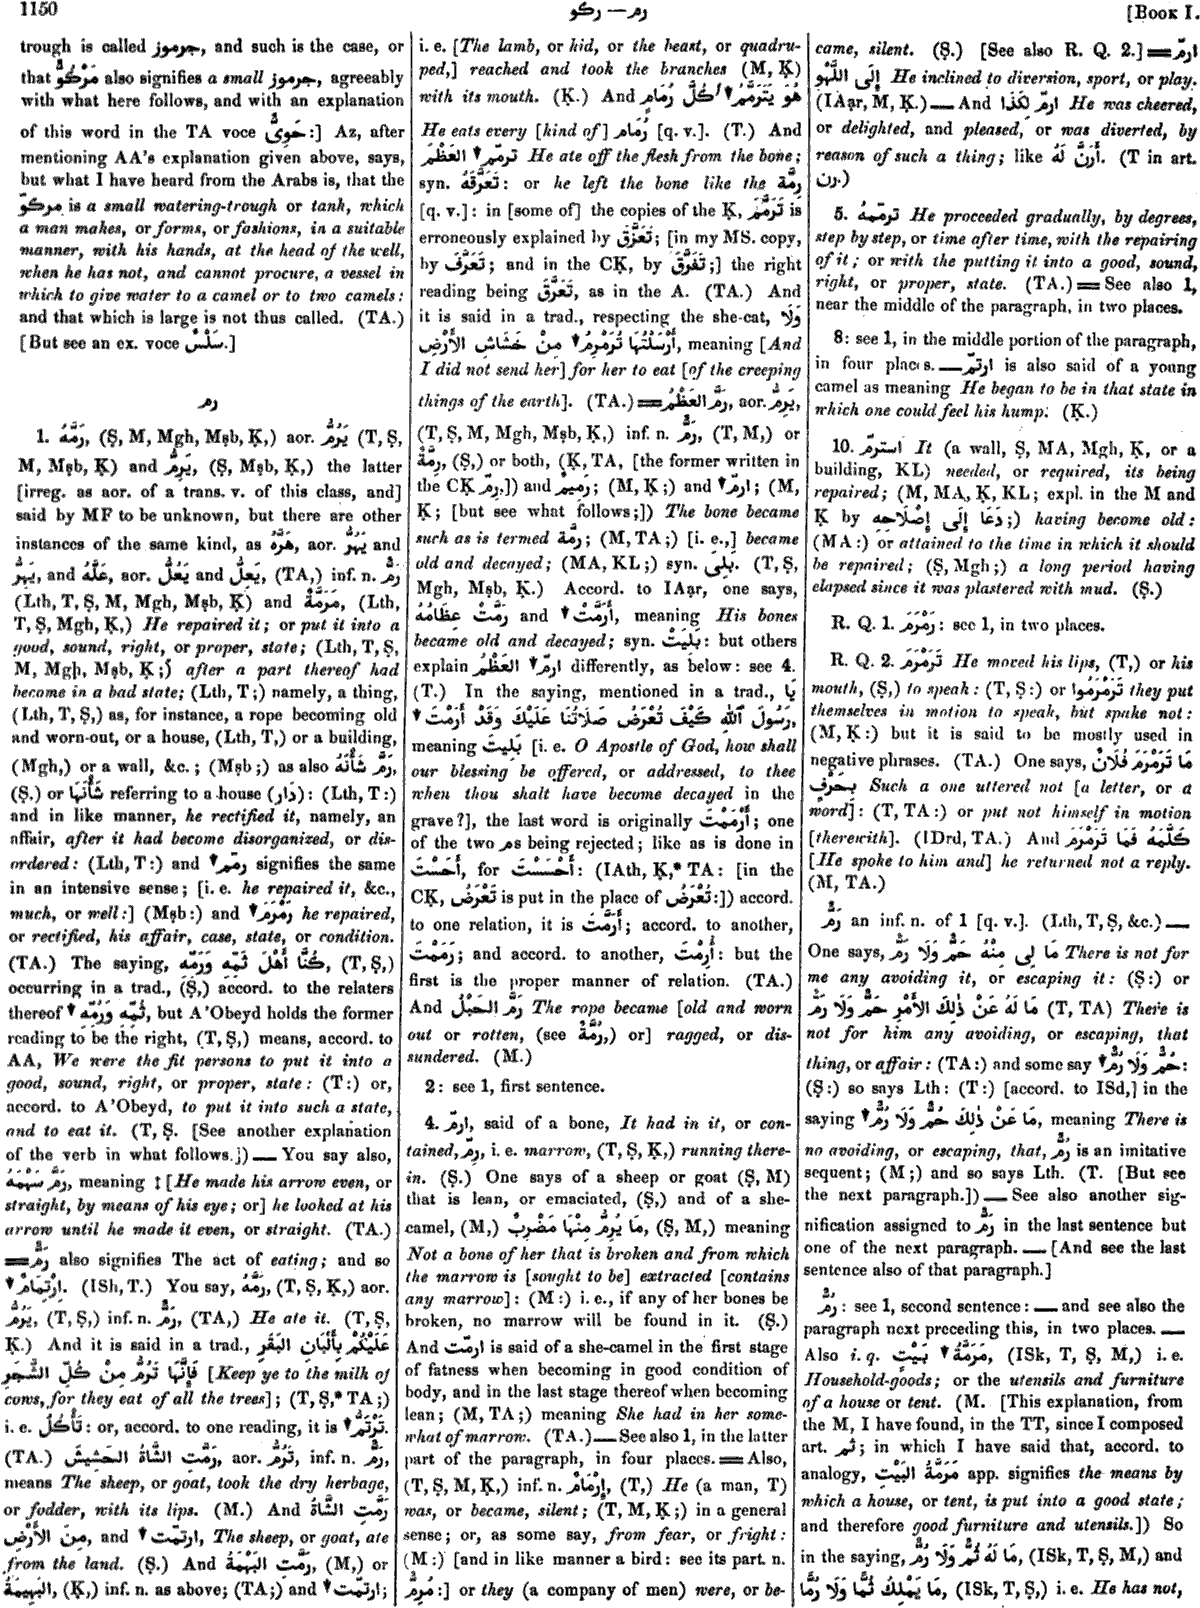 1150
رم — ركو
[Book I.
trough is called جرموز, and such is the case, or
that مَرْكُوٌّ also signifies a small جرموز, agreeably
with what here follows, and with an explanation
of this word in the TA voce حَوِىٌّ:] Az, after
mentioning AA's explanation given above, says,
but what I have heard from the Arabs is, that the
مركوّ is a small watering-trough or tank, which
a man makes, or forms, or fashions, in a suitable
manner, with his hands, at the head of the well,
when he has not, and cannot procure, a vessel in
which to give water to a camel or to two camels:
and that which is large is not thus called. (TA.)
[But see an ex. voce سَلْسٌ.]
رم
1. رَمَّهُ, (Ṣ, M, Mgh, Mṣb, Ḳ,) aor. يَرُمُّ (T, Ṣ,
M, Mṣb, Ḳ) and يَرِمُّ, (Ṣ, Mṣb, Ḳ,) the latter
[irreg. as aor. of a trans. v. of this class, and]
said by MF to be unknown, but there are other
instances of the same kind, as هَرَّهُ, aor. يَهُرُّ and
يَهِرُّ, and عَلَّهُ, aor. يَعُلُّ and يَعِلُّ, (TA,) inf. n. رَمٌّ
(Lth, T, Ṣ, M, Mgh, Mṣb, Ḳ) and مَرَمَّةٌ, (Lth,
T, Ṣ, Mgh, Ḳ,) He repaired it; or put it into a
good, sound, right, or proper, state; (Lth, T, Ṣ,
M, Mgh, Mṣb, Ḳ;) after a part thereof had
become in a bad state; (Lth, T;) namely, a thing,
(Lth, T, Ṣ,) as, for instance, a rope becoming old
and worn-out, or a house, (Lth, T,) or a building,
(Mgh,) or a wall, &c.; (Mṣb;) as also رَمَّ شَأْنَهُ,
(Ṣ.) or شَأْنَهَا referring to a house (دَار): (Lth, T:)
and in like manner, he rectified it, namely, an
affair, after it had become disorganized, or dis-
ordered: (Lth, T:) and ↓ رمّم signifies the same
in an intensive sense; [i. e. he repaired it, &c.,
much, or well:] (Mṣb:) and ↓ رَمْرَمَ he repaired,
or rectified, his affair, case, state, or condition.
(TA.) The saying, كُنَّا أَهْلَ ثَمِّهِ وَرَمِّهِ, (T, Ṣ,)
occurring in a trad., (Ṣ,) accord. to the relaters
thereof ↓ ثُمِّهِ وَرُمِّهِ, but A'Obeyd holds the former
reading to be the right, (T, Ṣ,) means, accord. to
AA, We were the fit persons to put it into a
good, sound, right, or proper, state: (T:) or,
accord. to A'Obeyd, to put it into such a state,
and to eat it. (T, Ṣ. [See another explanation
of the verb in what follows.]) — You say also,
رَمَّ سَهْمَهُ, meaning ‡ [He made his arrow even, or
straight, by means of his eye; or] he looked at his
arrow until he made it even, or straight. (TA.)
= رَمٌّ also signifies The act of eating; and so
↓ اِرْتِمَامٌ. (ISh, T.) You say, رَمَّهُ, (T, Ṣ, Ḳ,) aor.
يَرُمُّ, (T, Ṣ,) inf. n. رَمٌّ, (TA,) He ate it. (T, Ṣ,
Ḳ.) And it is said in a trad., عَلَيْكُمْ بِأَلْبَانِ البَقَرِ
فَإِنَّهَا تَرُمُّ مِنْ كُلِّ الشَّجَرِ [Keep ye to the milk of
cows, for they eat of all the trees]; (T, Ṣ,* TA;)
i. e. تَأْكُلُ: or, accord. to one reading, it is ↓ تَرْتَمُّ.
(TA.) رَمَّتِ الشَّاةُ الحَشِيشَ, aor. تَرُمُّ, inf. n. رَمٌّ,
means The sheep, or goat, took the dry herbage,
or fodder, with its lips. (M.) And رَمَّتِ الشَّاةُ
مِنَ الأَرْضِ, and ↓ ارتمّت, The sheep, or goat, ate
from the land. (Ṣ.) And رَمَّتِ البَهْمَةُ, (M,) or
البَهِيمَةُ, (Ḳ,) inf. n. as above; (TA;) and ↓ ارتمّت;
i. e. [The lamb, or kid, or the beast, or quadru-
ped,] reached and took the branches (M, Ḳ)
with its mouth. (Ḳ.) And هُوَ يَتَرَمَّمُ ↓ كُلَّ رُمَامٍ
He eats every [kind of] رُمَام [q. v.]. (T.) And
↓ ترمّم العَظْمَ He ate off the flesh from the bone;
syn. تَعَرَّقَهُ: or he left the bone like the رِمَّة
[q. v.]: in [some of] the copies of the Ḳ, تَرَمَّمَ is
erroneously explained by تَعَرَّقَ; [in my MS. copy,
by تَعَرَّفَ; and in the CḲ, by تَفَرَّقَ;] the right
reading being تَعَرَّقَ, as in the A. (TA.) And
it is said in a trad., respecting the she-cat, وَلَا
أَرْسَلْتُهَا تُرَمْرِمُ ↓ مِنْ خَشَاشِ الأَرْضِ, meaning [And
I did not send her] for her to eat [of the creeping
things of the earth]. (TA.) = رَمَّ العَظْمُ, aor. يَرِمُّ,
(T, Ṣ, M, Mgh, Mṣb, Ḳ,) inf. n. رَمٌّ, (T, M,) or
رِمَّةٌ, (Ṣ,) or both, (Ḳ, TA, [the former written in
the CḲ رِمّ,]) and رَمِيمٌ; (M, Ḳ;) and ↓ ارمّ; (M,
Ḳ; [but see what follows;]) The bone became
such as is termed رِمَّة; (M, TA;) [i. e.,] became
old and decayed; (MA, KL;) syn. بَلِىَ. (T, Ṣ,
Mgh, Mṣb, Ḳ.) Accord. to IAạr, one says,
رَمَّتْ عِظَامُهُ and ↓ أَرَمَّتْ, meaning His bones
became old and decayed; syn. بَلِيَتْ: but others
explain ↓ ارمّ العَظْمُ differently, as below: see 4.
(T.) In the saying, mentioned in a trad., يَا
رَسُولَ ٱللّٰهِ كَيْفَ تُعْرَضُ صَلَاتُنَا عَلَيْكَ وَقَدْ أَرَمْتَ ↓,
meaning بَلِيتَ [i. e. O Apostle of God, how shall
our blessing be offered, or addressed, to thee
when thou shalt have become decayed in the
grave?], the last word is originally أَرْمَمْتَ; one
of the two م s being rejected; like as is done in
أَحَسْتَ, for أَحْسَسْتَ: (IAth, Ḳ,* TA: [in the
CḲ, تَعْرَضُ is put in the place of تُعْرَضُ:]) accord.
to one relation, it is أَرَمَّتَ; accord. to another,
رَمِمْتَ; and accord. to another, أُرِمْتَ: but the
first is the proper manner of relation. (TA.)
And رَمَّ الحَبْلُ The rope became [old and worn
out or rotten, (see رُمَّةٌ,) or] ragged, or dis-
sundered. (M.)
2: see 1, first sentence.
4. ارمّ, said of a bone, It had in it, or con-
tained, رِمّ, i. e. marrow, (T, Ṣ, Ḳ,) running there-
in. (Ṣ.) One says of a sheep or goat (Ṣ, M)
that is lean, or emaciated, (Ṣ,) and of a she-
camel, (M,) مَا يُرِمُّ مِنْهَا مَضْرِبٌ, (Ṣ, M,) meaning
Not a bone of her that is broken and from which
the marrow is [sought to be] extracted [contains
any marrow]: (M:) i. e., if any of her bones be
broken, no marrow will be found in it. (Ṣ.)
And ارمّت is said of a she-camel in the first stage
of fatness when becoming in good condition of
body, and in the last stage thereof when becoming
lean; (M, TA;) meaning She had in her some-
what of marrow. (TA.) — See also 1, in the latter
part of the paragraph, in four places. = Also,
(T, Ṣ, M, Ḳ,) inf. n. إِرْمَامٌ, (T,) He (a man, T)
was, or became, silent; (T, M, Ḳ;) in a general
sense; or, as some say, from fear, or fright:
(M:) [and in like manner a bird: see its part. n.
مُرِمٌّ:] or they (a company of men) were, or be-
came, silent. (Ṣ.) [See also R. Q. 2.] = ارمّ
إِلَى اللَّهْوِ He inclined to diversion, sport, or play.
(IAạr, M, Ḳ.) — And ارمّ لِكَذَا He was cheered,
or delighted, and pleased, or was diverted, by
reason of such a thing; like أَرَنَّ لَهُ. (T in art.
رن.)
5. ترمّمهُ He proceeded gradually, by degrees,
step by step, or time after time, with the repairing
of it; or with the putting it into a good, sound,
right, or proper, state. (TA.) = See also 1,
near the middle of the paragraph, in two places.
8: see 1, in the middle portion of the paragraph,
in four places. — ارتمّ is also said of a young
camel as meaning He began to be in that state in
which one could feel his hump. (Ḳ.)
10. استرمّ It (a wall, Ṣ, MA, Mgh, Ḳ, or a
building, KL) needed, or required, its being
repaired; (M, MA, Ḳ, KL; expl. in the M and
Ḳ by دَعَا إِلَى إِصْلَاحِهِ;) having become old:
(MA:) or attained to the time in which it should
be repaired; (Ṣ, Mgh;) a long period having
elapsed since it was plastered with mud. (Ṣ.)
R. Q. 1. رَمْرَمَ: see 1, in two places.
R. Q. 2. تَرَمْرَمَ He moved his lips, (T,) or his
mouth, (Ṣ,) to speak: (T, Ṣ:) or تَرَمْرَمُوا they put
themselves in motion to speak, but spake not:
(M, Ḳ:) but it is said to be mostly used in
negative phrases. (TA.) One says, مَا تَرَمْرَمَ فُلَانٌ
بِحَرْفٍ Such a one uttered not [a letter, or a
word]: (T, TA:) or put not himself in motion
[therewith]. (IDrd, TA.) And كَلَّمَهُ فَمَا تَرَمْرَمَ
[He spoke to him and] he returned not a reply.
(M, TA.)
رَمٌّ an inf. n. of 1 [q. v.]. (Lth, T, Ṣ, &c.) —
One says, مَا لِى مِنْهُ حَمٌّ وَلَا رَمٌّ There is not for
me any avoiding it, or escaping it: (Ṣ:) or
مَا لَهُ عَنْ ذٰلِكَ الأَمْرِ حَمٌّ وَلَا رَمٌّ (T, TA) There is
not for him any avoiding, or escaping, that
thing, or affair: (TA:) and some say ↓ حُمٌّ وَلَا رُمٌّ:
(Ṣ:) so says Lth: (T:) [accord. to ISd,] in the
saying ↓ مَا عَنْ ذٰلِكَ حُمٌّ وَلَا رُمٌّ, meaning There is
no avoiding, or escaping, that, رُمٌّ is an imitative
sequent; (M;) and so says Lth. (T. [But see
the next paragraph.]) — See also another sig-
nification assigned to رَمٌّ in the last sentence but
one of the next paragraph. — [And see the last
sentence also of that paragraph.]
رُمٌّ: see 1, second sentence: — and see also the
paragraph next preceding this, in two places. —
Also i. q. ↓ مَرَمَّةُ بَيْتٍ, (ISk, T, Ṣ, M,) i. e.
Household-goods; or the utensils and furniture
of a house or tent. (M. [This explanation, from
the M, I have found, in the TT, since I composed
art. ثم; in which I have said that, accord. to
analogy, مَرَمَّةُ البَيْتِ app. signifies the means by
which a house, or tent, is put into a good state;
and therefore good furniture and utensils.]) So
in the saying, مَا لَهُ ثُمٌّ وَلَا رُمٌّ, (ISk, T, Ṣ, M,) and
مَا يَمْلِكُ ثُمًّا وَلَا رُمًّا, (ISk, T, Ṣ,) i. e. He has not,